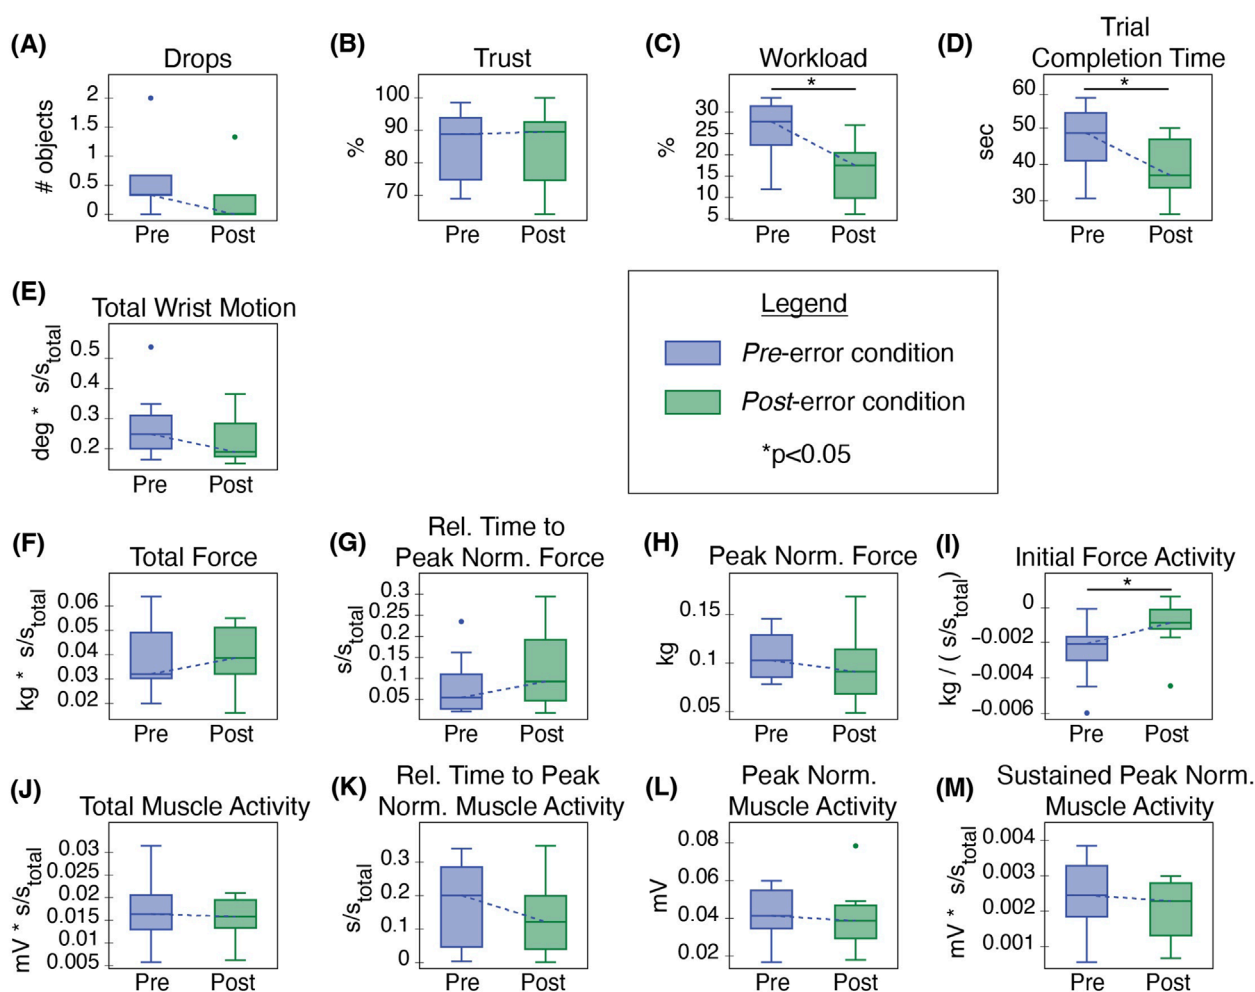 (A)
Drops
# objects
2
1.5
1
0.5
0
Pre
Post
(B)
Trust
%
100
90
80
70
Pre
Post
(C)
Workload
%
30
25
20
15
10
5
*
Pre
Post
(D)
Trial
Completion Time
sec
60
50
40
30
*
Pre
Post
(E)
Total Wrist Motion
deg * s/s_total
0.5
0.4
0.3
0.2
Pre
Post
Legend
Pre-error condition
Post-error condition
*p<0.05
(F)
Total Force
kg * s/s_total
0.06
0.05
0.04
0.03
0.02
Pre
Post
(G)
Rel. Time to
Peak Norm. Force
s/s_total
0.3
0.25
0.2
0.15
0.1
0.05
Pre
Post
(H)
Peak Norm. Force
kg
0.15
0.1
0.05
Pre
Post
(I)
Initial Force Activity
kg / ( s/s_total)
0
−0.002
−0.004
−0.006
*
Pre
Post
(J)
Total Muscle Activity
mV * s/s_total
0.03
0.025
0.02
0.015
0.01
0.005
Pre
Post
(K)
Rel. Time to Peak
Norm. Muscle Activity
s/s_total
0.3
0.2
0.1
0
Pre
Post
(L)
Peak Norm.
Muscle Activity
mV
0.08
0.06
0.04
0.02
Pre
Post
(M)
Sustained Peak Norm.
Muscle Activity
mV * s/s_total
0.004
0.003
0.002
0.001
Pre
Post